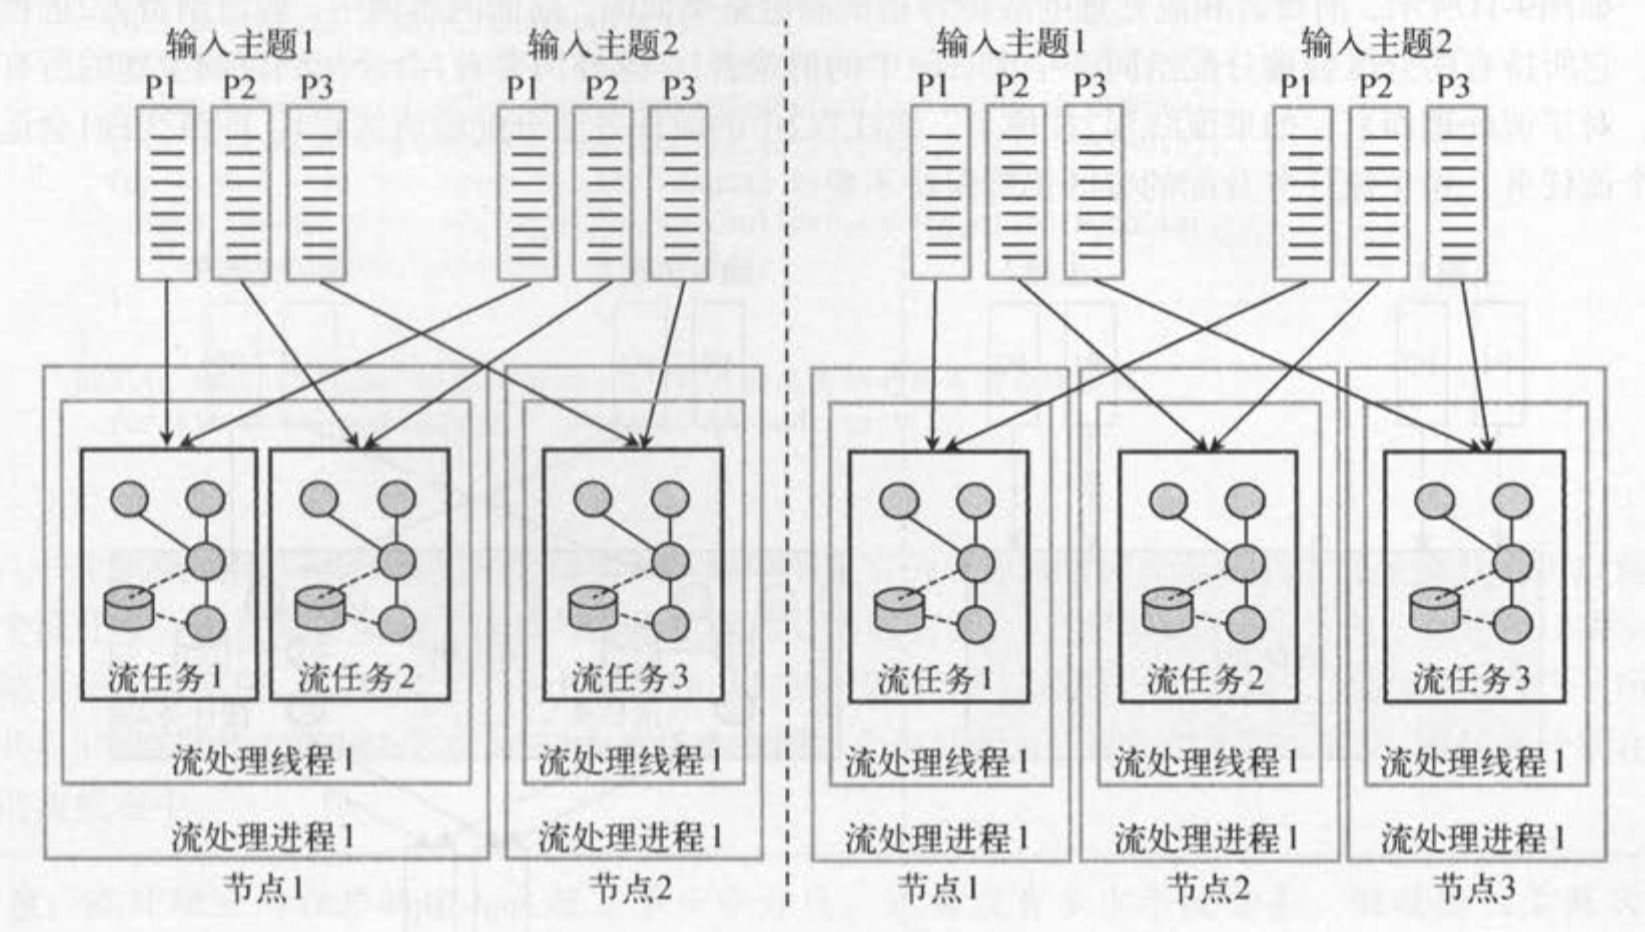 输入主题1 输入主题2 输入主题1 输入主题2
P1 P2 P3 P1 P2 P3 P1 P2 P3 P1 P2 P3
流任务1 流任务2 流任务3 流任务1 流任务2 流任务3
流处理线程1 流处理线程1 流处理线程1 流处理线程1 流处理线程1
流处理进程1 流处理进程1 流处理进程1 流处理进程1 流处理进程1
节点1 节点2 节点1 节点2 节点3